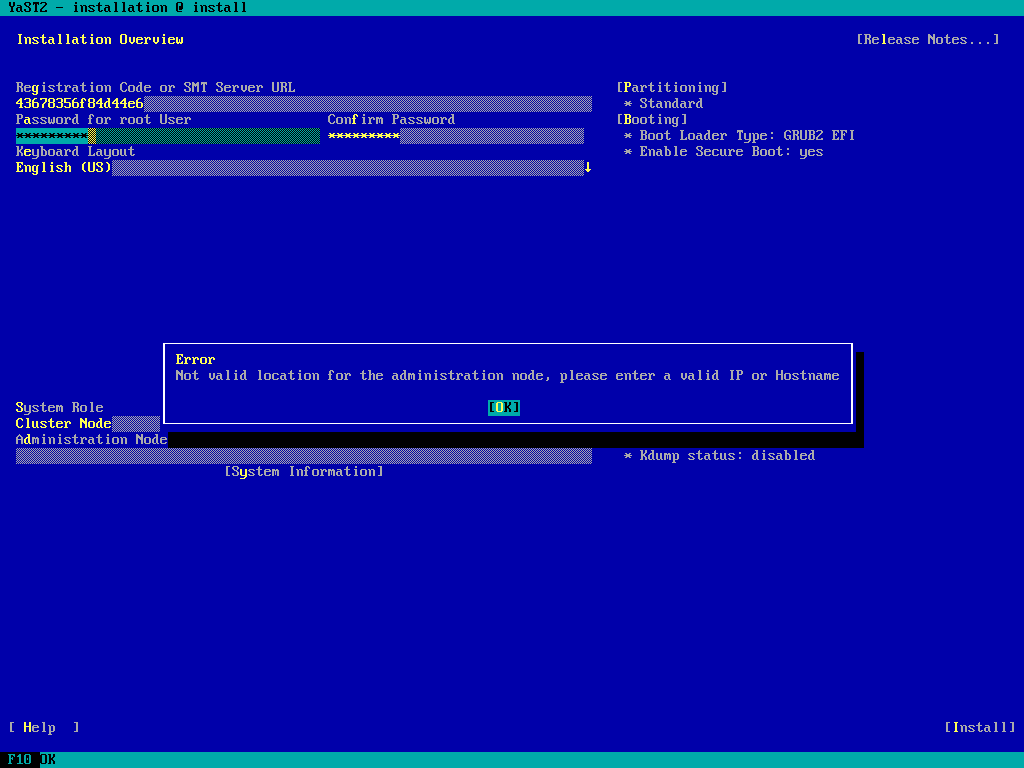 YaST2 - installation @ install
Installation Overview [Release Notes...]
Registration Code or SMT Server URL [Partitioning]
43678356f84d44e6 * Standard
Password for root User Confirm Password [Booting]
********* ********* * Boot Loader Type: GRUB2 EFI
Keyboard Layout * Enable Secure Boot: yes
English (US) ↓
Error
Not valid location for the administration node, please enter a valid IP or Hostname
[OK]
System Role
Cluster Node
Administration Node
* Kdump status: disabled
[System Information]
[ Help ] [Install]
F10 OK